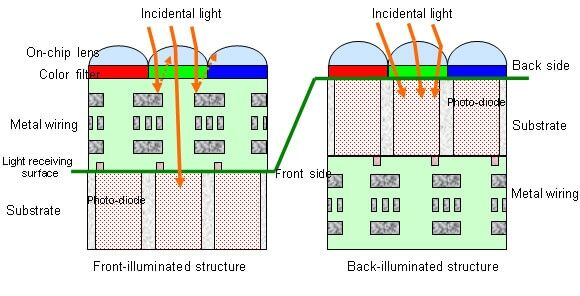 Incidental light
On-chip lens
Color filter
Metal wiring
Light receiving
surface
Substrate
Photo-diode
Front side
Front-illuminated structure
Incidental light
Back side
Photo-diode
Substrate
Metal wiring
Back-illuminated structure